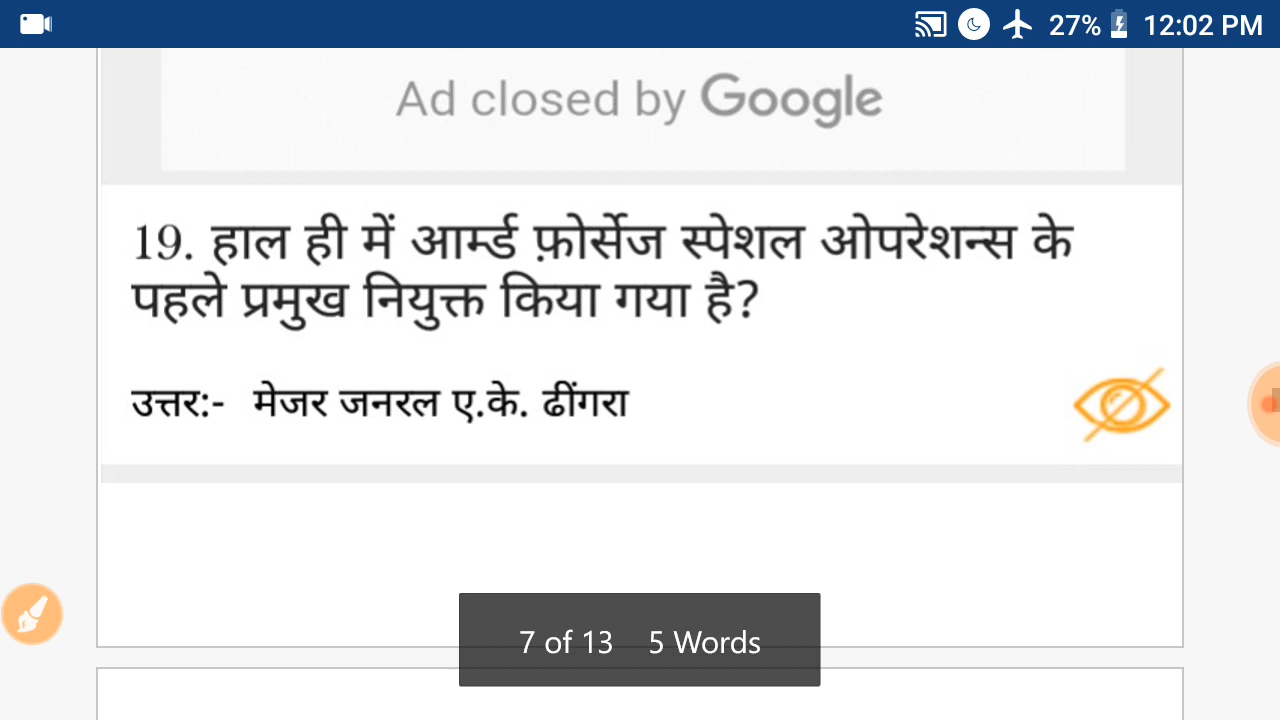 27% 12:02 PM
Ad closed by Google
19. हाल ही में आर्म्ड फ़ोर्सेज स्पेशल ओपरेशन्स के
पहले प्रमुख नियुक्त किया गया है?
उत्तर:- मेजर जनरल ए.के. ढींगरा
7 of 13 5 Words